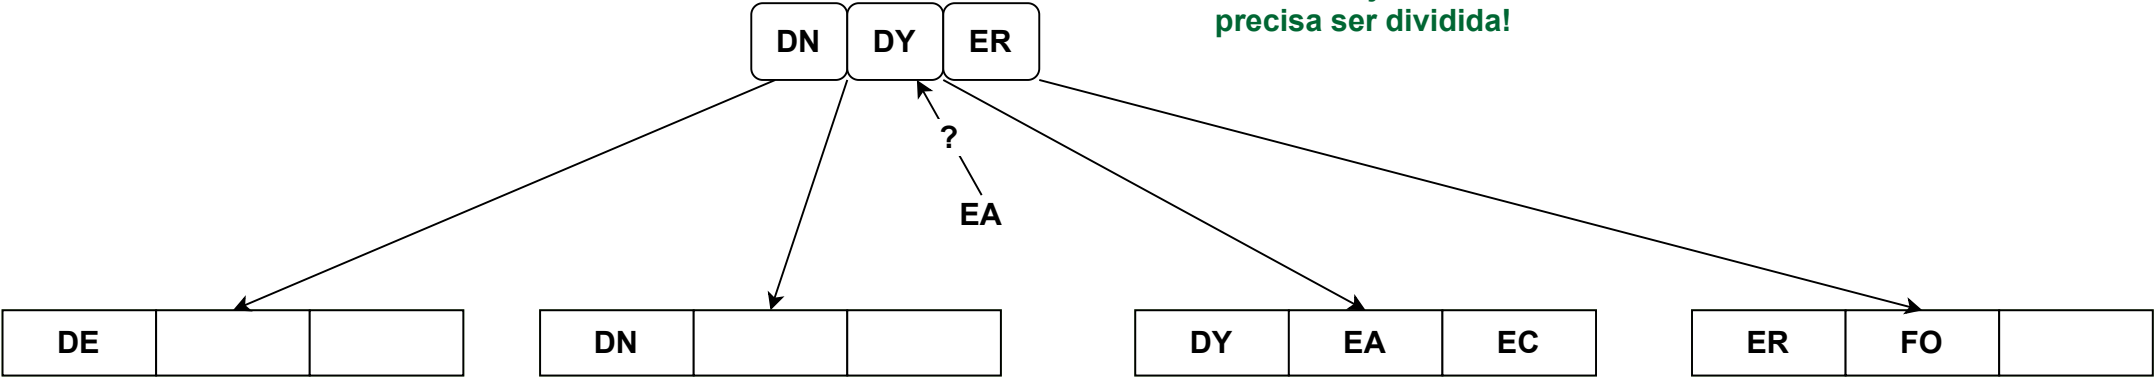 precisa ser dividida!
DN DY ER
?
EA
DE
DN
DY EA EC
ER FO